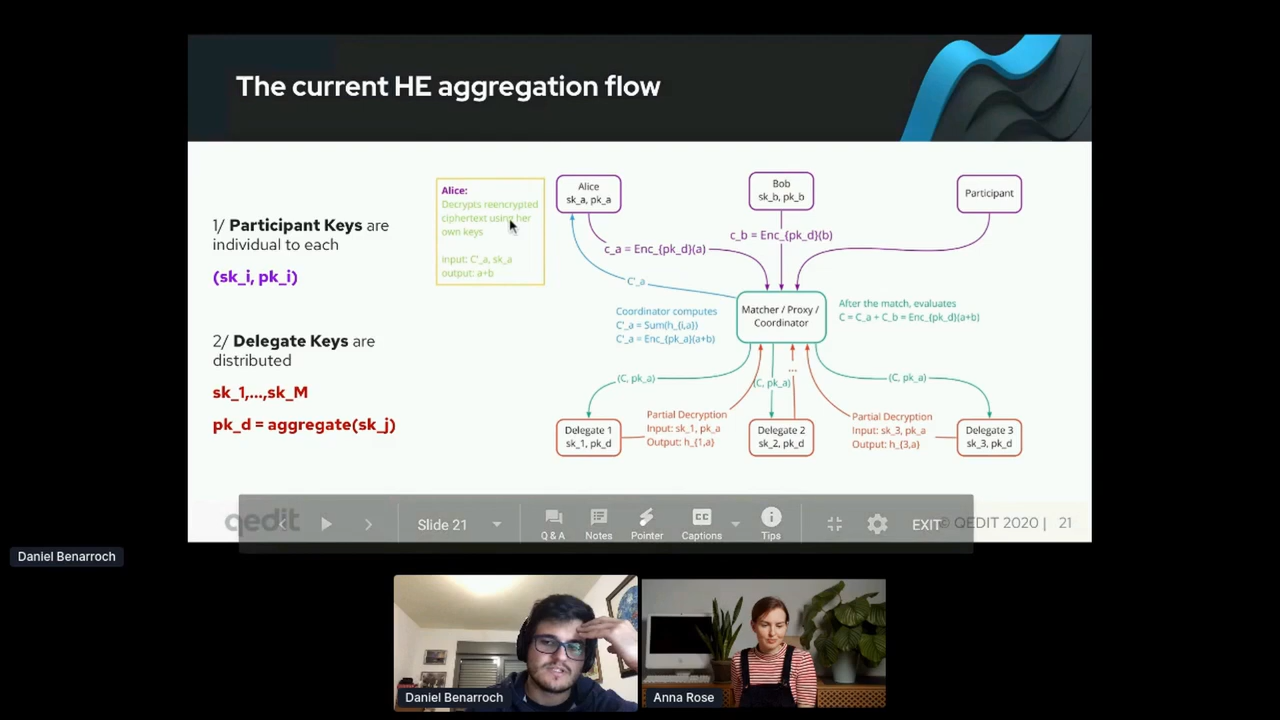 The current HE aggregation flow
1/ Participant Keys are
individual to each
(sk_i, pk_i)
2/ Delegate Keys are
distributed
sk_1,...,sk_M
pk_d = aggregate(sk_j)
Alice:
Decrypts reencrypted
ciphertext using her
own keys
Input: C'_a, sk_a
output: a+b
Alice
sk_a, pk_a
Bob
sk_b, pk_b
Participant
c_a = Enc_{pk_d}(a)
c_b = Enc_{pk_d}(b)
C'_a
Coordinator computes
C'_a = Sum(h_{i,a})
C'_a = Enc_{pk_a}(a+b)
Matcher / Proxy /
Coordinator
After the match, evaluates
C = C_a + C_b = Enc_{pk_d}(a+b)
(C, pk_a)
(C, pk_a)
...
(C, pk_a)
Partial Decryption
Input: sk_1, pk_a
Output: h_{1,a}
Partial Decryption
Input: sk_3, pk_a
Output: h_{3,a}
Delegate 1
sk_1, pk_d
Delegate 2
sk_2, pk_d
Delegate 3
sk_3, pk_d
qedit
Slide 21
Q & A
Notes
Pointer
CC
Captions
Tips
EXIT
© QEDIT 2020 | 21
Daniel Benarroch
Daniel Benarroch
Anna Rose